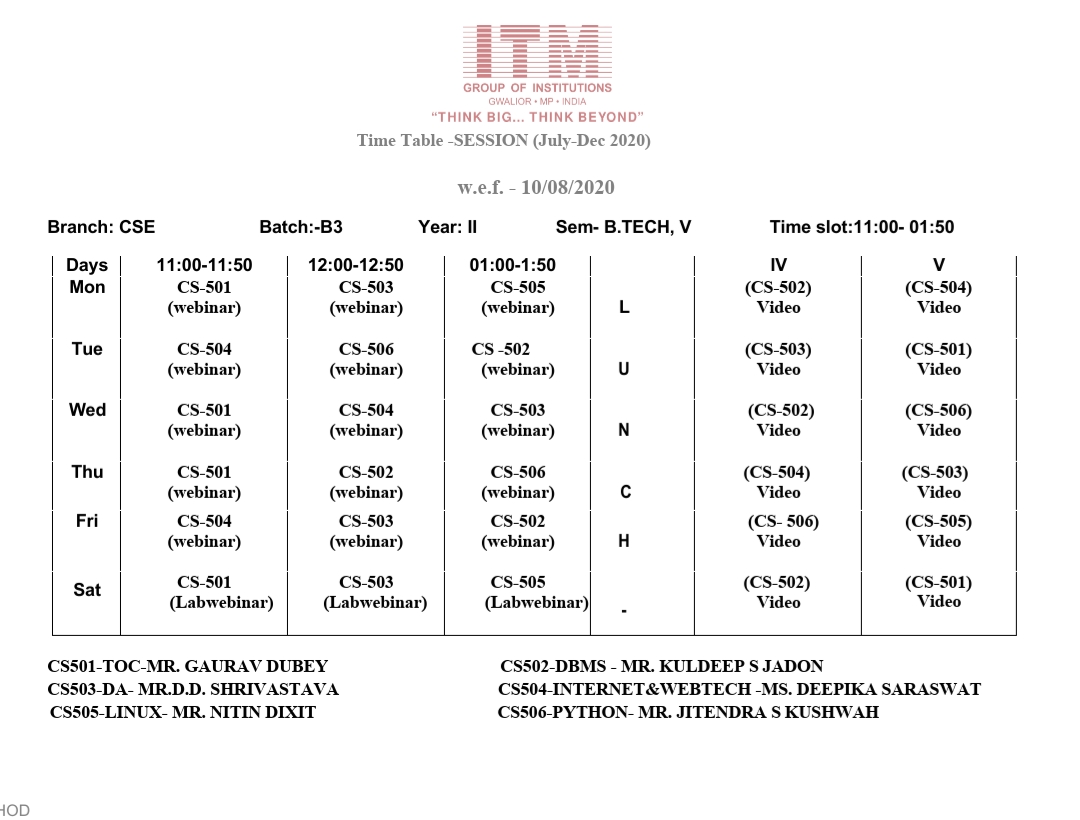 ITM
GROUP OF INSTITUTIONS
GWALIOR • MP • INDIA
“THINK BIG... THINK BEYOND”
Time Table -SESSION (July-Dec 2020)
w.e.f. - 10/08/2020
Branch: CSE Batch:-B3 Year: II Sem- B.TECH, V Time slot:11:00- 01:50
Days 11:00-11:50 12:00-12:50 01:00-1:50 IV V
Mon CS-501 CS-503 CS-505 (CS-502) (CS-504)
(webinar) (webinar) (webinar) L Video Video
Tue CS-504 CS-506 CS -502 (CS-503) (CS-501)
(webinar) (webinar) (webinar) U Video Video
Wed CS-501 CS-504 CS-503 (CS-502) (CS-506)
(webinar) (webinar) (webinar) N Video Video
Thu CS-501 CS-502 CS-506 (CS-504) (CS-503)
(webinar) (webinar) (webinar) C Video Video
Fri CS-504 CS-503 CS-502 (CS- 506) (CS-505)
(webinar) (webinar) (webinar) H Video Video
Sat CS-501 CS-503 CS-505 (CS-502) (CS-501)
(Labwebinar) (Labwebinar) (Labwebinar) - Video Video
CS501-TOC-MR. GAURAV DUBEY CS502-DBMS - MR. KULDEEP S JADON
CS503-DA- MR.D.D. SHRIVASTAVA CS504-INTERNET&WEBTECH -MS. DEEPIKA SARASWAT
CS505-LINUX- MR. NITIN DIXIT CS506-PYTHON- MR. JITENDRA S KUSHWAH
HOD